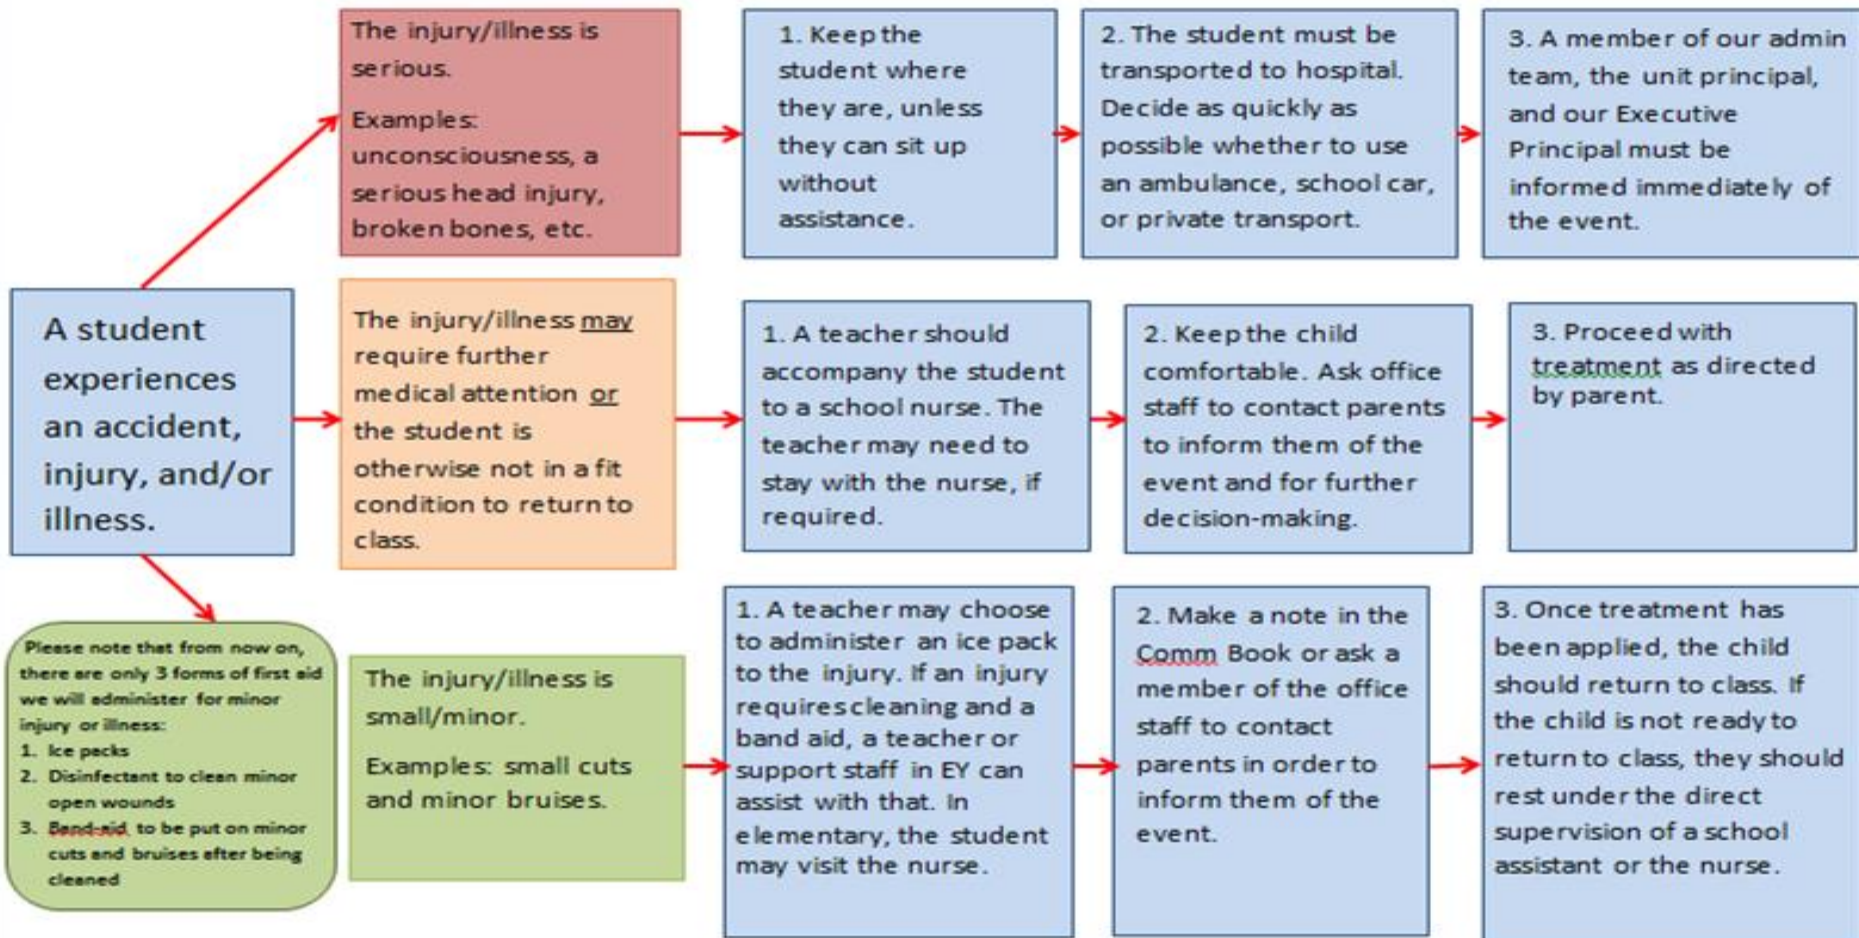 The injury/illness is
serious.
Examples:
unconsciousness, a
serious head injury,
broken bones, etc.
1. Keep the
student where
they are, unless
they can sit up
without
assistance.
2. The student must be
transported to hospital.
Decide as quickly as
possible whether to use
an ambulance, school car,
or private transport.
3. A member of our admin
team, the unit principal,
and our Executive
Principal must be
informed immediately of
the event.
A student
experiences
an accident,
injury, and/or
illness.
The injury/illness may
require further
medical attention or
the student is
otherwise not in a fit
condition to return to
class.
1. A teacher should
accompany the student
to a school nurse. The
teacher may need to
stay with the nurse, if
required.
2. Keep the child
comfortable. Ask office
staff to contact parents
to inform them of the
event and for further
decision-making.
3. Proceed with
treatment as directed
by parent.
Please note that from now on,
there are only 3 forms of first aid
we will administer for minor
injury or illness:
1. Ice packs
2. Disinfectant to clean minor
open wounds
3. Band-aid to be put on minor
cuts and bruises after being
cleaned
The injury/illness is
small/minor.
Examples: small cuts
and minor bruises.
1. A teacher may choose
to administer an ice pack
to the injury. If an injury
requires cleaning and a
band aid, a teacher or
support staff in EY can
assist with that. In
elementary, the student
may visit the nurse.
2. Make a note in the
Comm Book or ask a
member of the office
staff to contact
parents in order to
inform them of the
event.
3. Once treatment has
been applied, the child
should return to class. If
the child is not ready to
return to class, they should
rest under the direct
supervision of a school
assistant or the nurse.